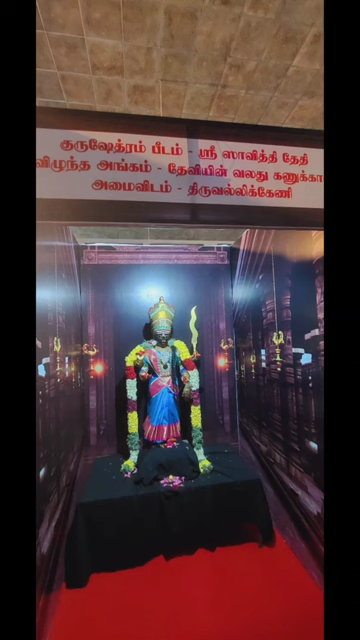 குருஷேத்ரம் பீடம் - ஸ்ரீ ஸாவித்தி தேதி
விழுந்த அங்கம் - தேவியின் வலது கணுக்கா
அமைவிடம் - திருவல்லிக்கேணி